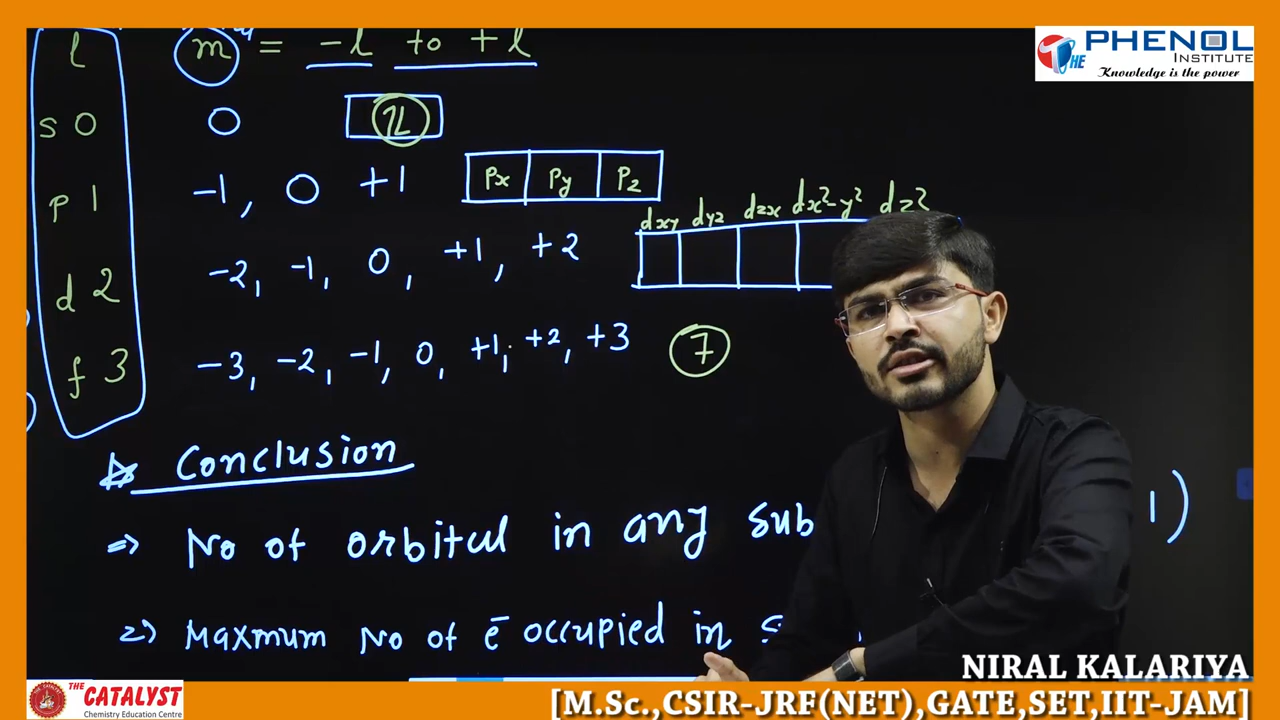 l m = -l to +l
s 0 0 1L
p 1 -1, 0 +1 Px Py Pz
dxy dyz dzx dx²-y² dz²
d 2 -2, -1, 0, +1, +2
f 3 -3, -2, -1, 0, +1, +2, +3 7
Conclusion
⇒ No of orbital in any sub 1)
2) Maxmum No of e̅ occupied in s
THE PHENOL
INSTITUTE
Knowledge is the power
NIRAL KALARIYA
[M.Sc.,CSIR-JRF(NET),GATE,SET,IIT-JAM]
THE CATALYST
Chemistry Education Centre